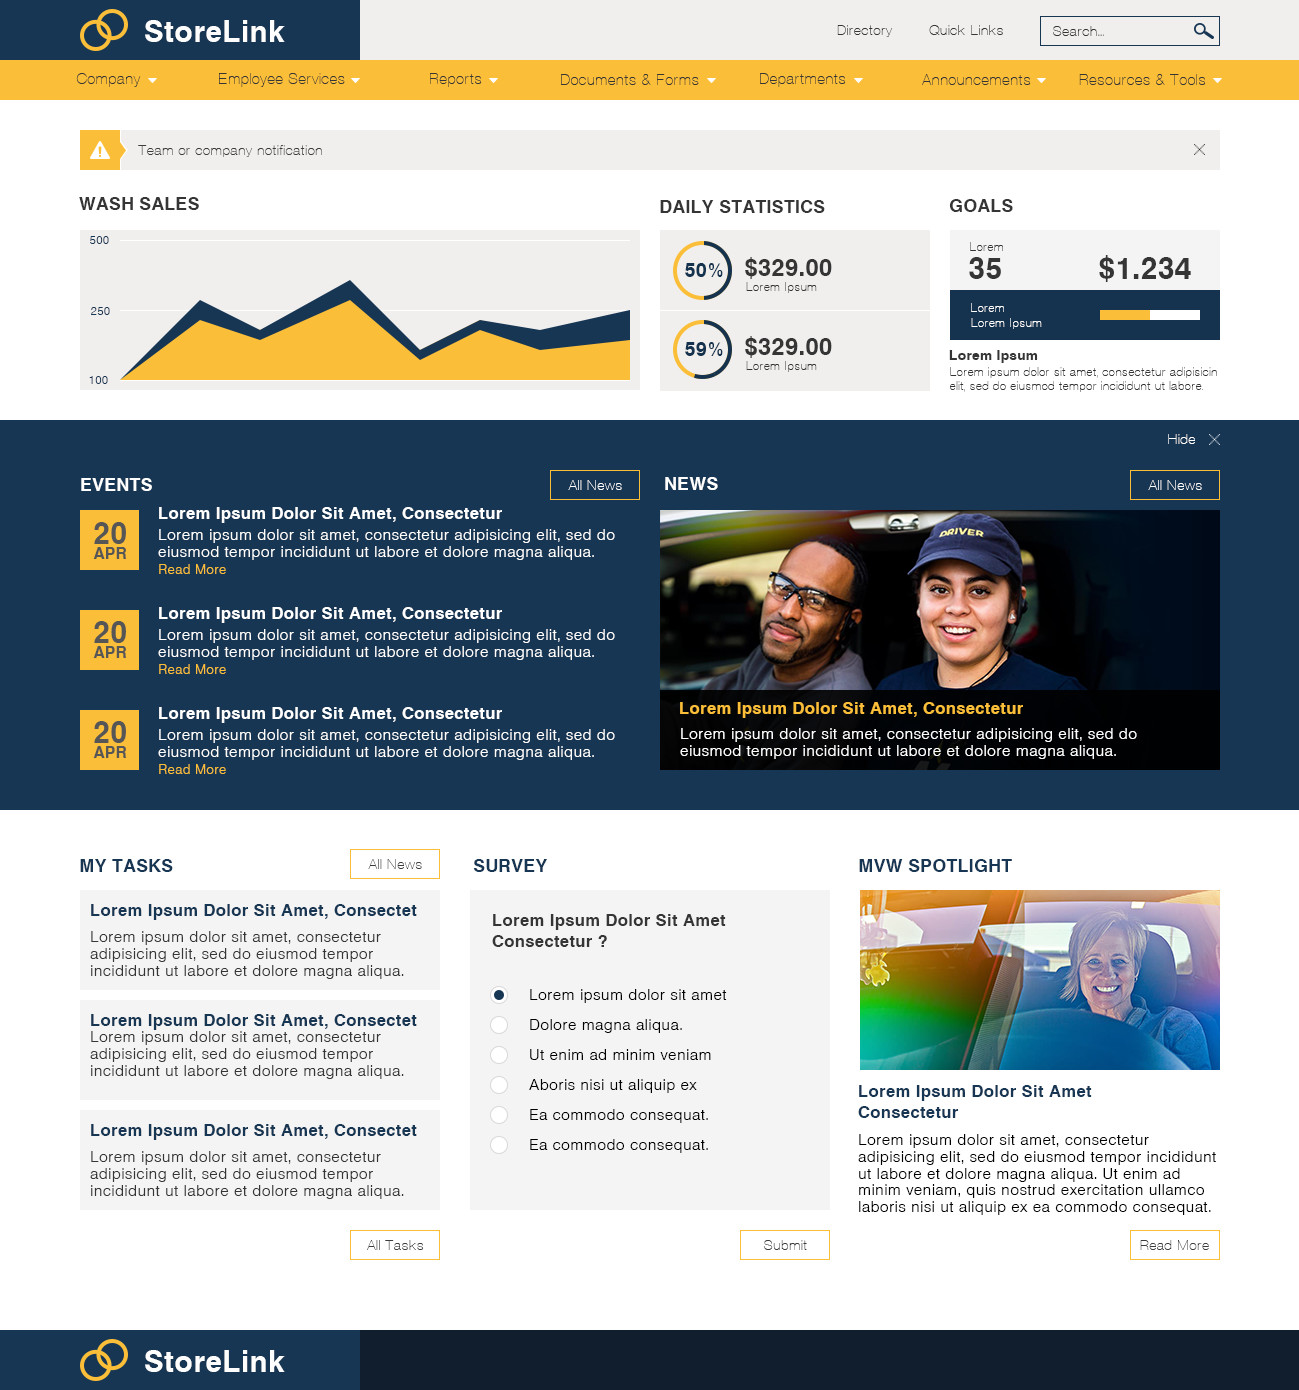 StoreLink
Directory
Quick Links
Search...
Company
Employee Services
Reports
Documents & Forms
Departments
Announcements
Resources & Tools
Team or company notification
WASH SALES
500
250
100
DAILY STATISTICS
50%
$329.00
Lorem Ipsum
59%
$329.00
Lorem Ipsum
GOALS
Lorem
35
$1.234
Lorem
Lorem Ipsum
Lorem Ipsum
Lorem ipsum dolor sit amet, consectetur adipisicin
elit, sed do eiusmod tempor incididunt ut labore.
Hide
EVENTS
All News
20
APR
Lorem Ipsum Dolor Sit Amet, Consectetur
Lorem ipsum dolor sit amet, consectetur adipisicing elit, sed do
eiusmod tempor incididunt ut labore et dolore magna aliqua.
Read More
20
APR
Lorem Ipsum Dolor Sit Amet, Consectetur
Lorem ipsum dolor sit amet, consectetur adipisicing elit, sed do
eiusmod tempor incididunt ut labore et dolore magna aliqua.
Read More
20
APR
Lorem Ipsum Dolor Sit Amet, Consectetur
Lorem ipsum dolor sit amet, consectetur adipisicing elit, sed do
eiusmod tempor incididunt ut labore et dolore magna aliqua.
Read More
NEWS
All News
DRIVER
Lorem Ipsum Dolor Sit Amet, Consectetur
Lorem ipsum dolor sit amet, consectetur adipisicing elit, sed do
eiusmod tempor incididunt ut labore et dolore magna aliqua.
MY TASKS
All News
Lorem Ipsum Dolor Sit Amet, Consectet
Lorem ipsum dolor sit amet, consectetur
adipisicing elit, sed do eiusmod tempor
incididunt ut labore et dolore magna aliqua.
Lorem Ipsum Dolor Sit Amet, Consectet
Lorem ipsum dolor sit amet, consectetur
adipisicing elit, sed do eiusmod tempor
incididunt ut labore et dolore magna aliqua.
Lorem Ipsum Dolor Sit Amet, Consectet
Lorem ipsum dolor sit amet, consectetur
adipisicing elit, sed do eiusmod tempor
incididunt ut labore et dolore magna aliqua.
All Tasks
SURVEY
Lorem Ipsum Dolor Sit Amet
Consectetur ?
Lorem ipsum dolor sit amet
Dolore magna aliqua.
Ut enim ad minim veniam
Aboris nisi ut aliquip ex
Ea commodo consequat.
Ea commodo consequat.
Submit
MVW SPOTLIGHT
Lorem Ipsum Dolor Sit Amet
Consectetur
Lorem ipsum dolor sit amet, consectetur
adipisicing elit, sed do eiusmod tempor incididunt
ut labore et dolore magna aliqua. Ut enim ad
minim veniam, quis nostrud exercitation ullamco
laboris nisi ut aliquip ex ea commodo consequat.
Read More
StoreLink